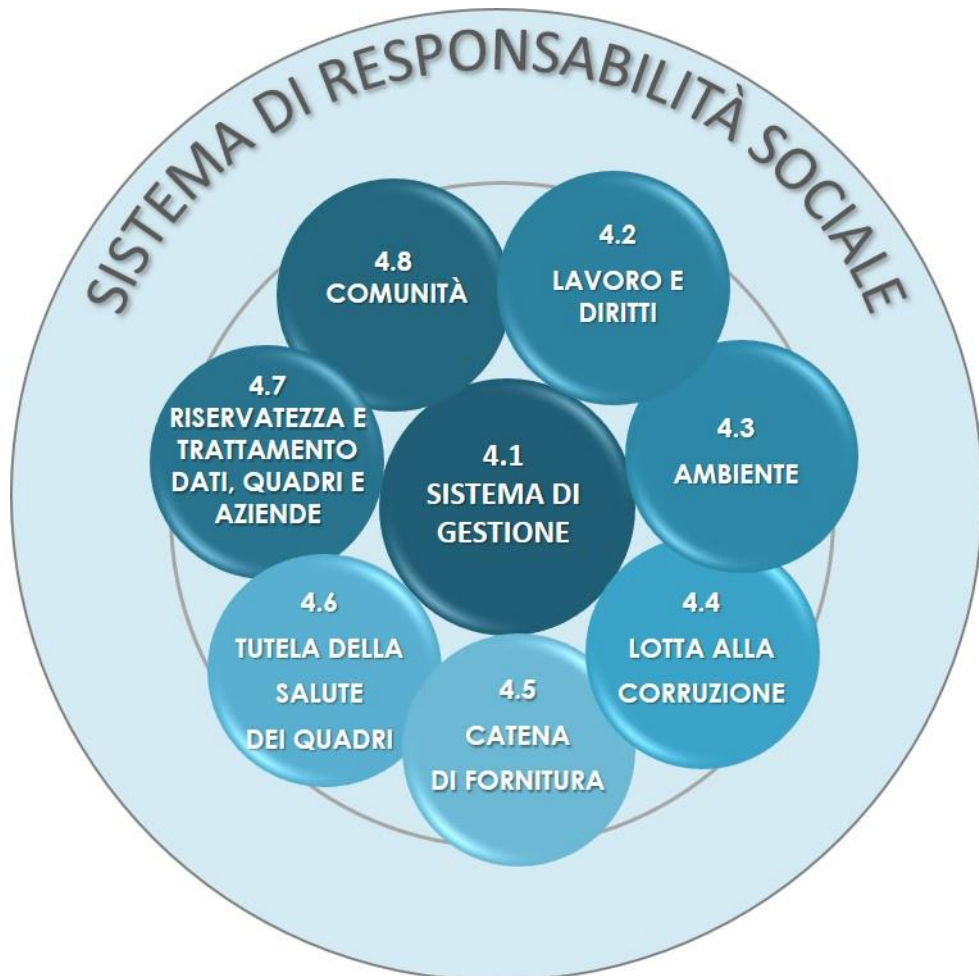 SISTEMA DI RESPONSABILITÀ SOCIALE
4.1
SISTEMA DI
GESTIONE
4.2
LAVORO E
DIRITTI
4.3
AMBIENTE
4.4
LOTTA ALLA
CORRUZIONE
4.5
CATENA
DI FORNITURA
4.6
TUTELA DELLA
SALUTE
DEI QUADRI
4.7
RISERVATEZZA E
TRATTAMENTO
DATI, QUADRI E
AZIENDE
4.8
COMUNITÀ